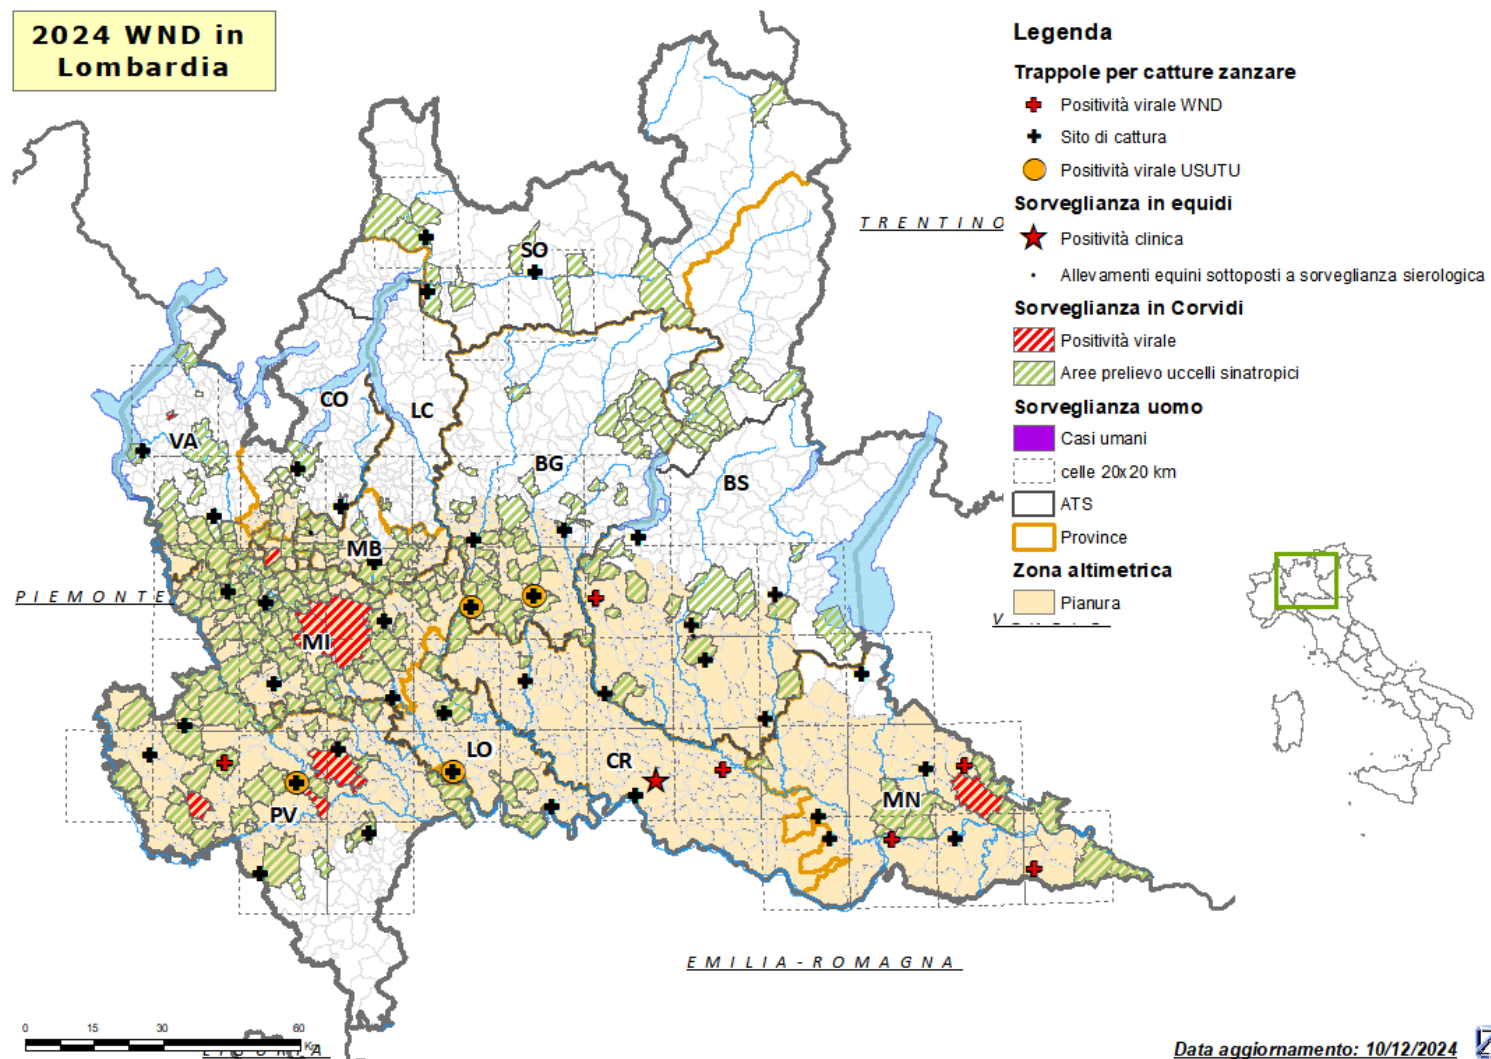 2024 WND in
Lombardia
Legenda
Trappole per catture zanzare
Positività virale WND
Sito di cattura
Positività virale USUTU
Sorveglianza in equidi
Positività clinica
Allevamenti equini sottoposti a sorveglianza sierologica
Sorveglianza in Corvidi
Positività virale
Aree prelievo uccelli sinatropici
Sorveglianza uomo
Casi umani
celle 20x20 km
ATS
Province
Zona altimetrica
Pianura
TRENTINO
SO
CO
LC
VA
BG
BS
MB
PIEMONTE
MI
LO
CR
MN
PV
EMILIA-ROMAGNA
0 15 30 60
Km
Data aggiornamento: 10/12/2024